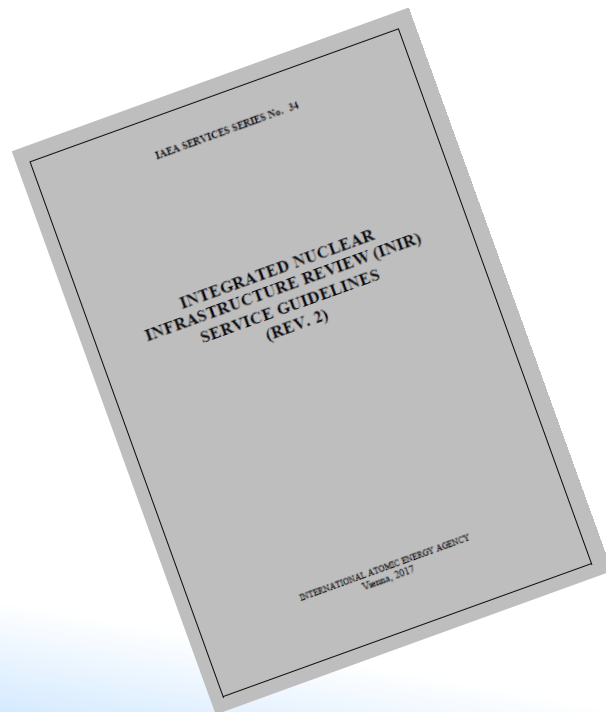 IAEA SERVICES SERIES No. 34
INTEGRATED NUCLEAR
INFRASTRUCTURE REVIEW (INIR)
SERVICE GUIDELINES
(REV. 2)
INTERNATIONAL ATOMIC ENERGY AGENCY
Vienna, 2017